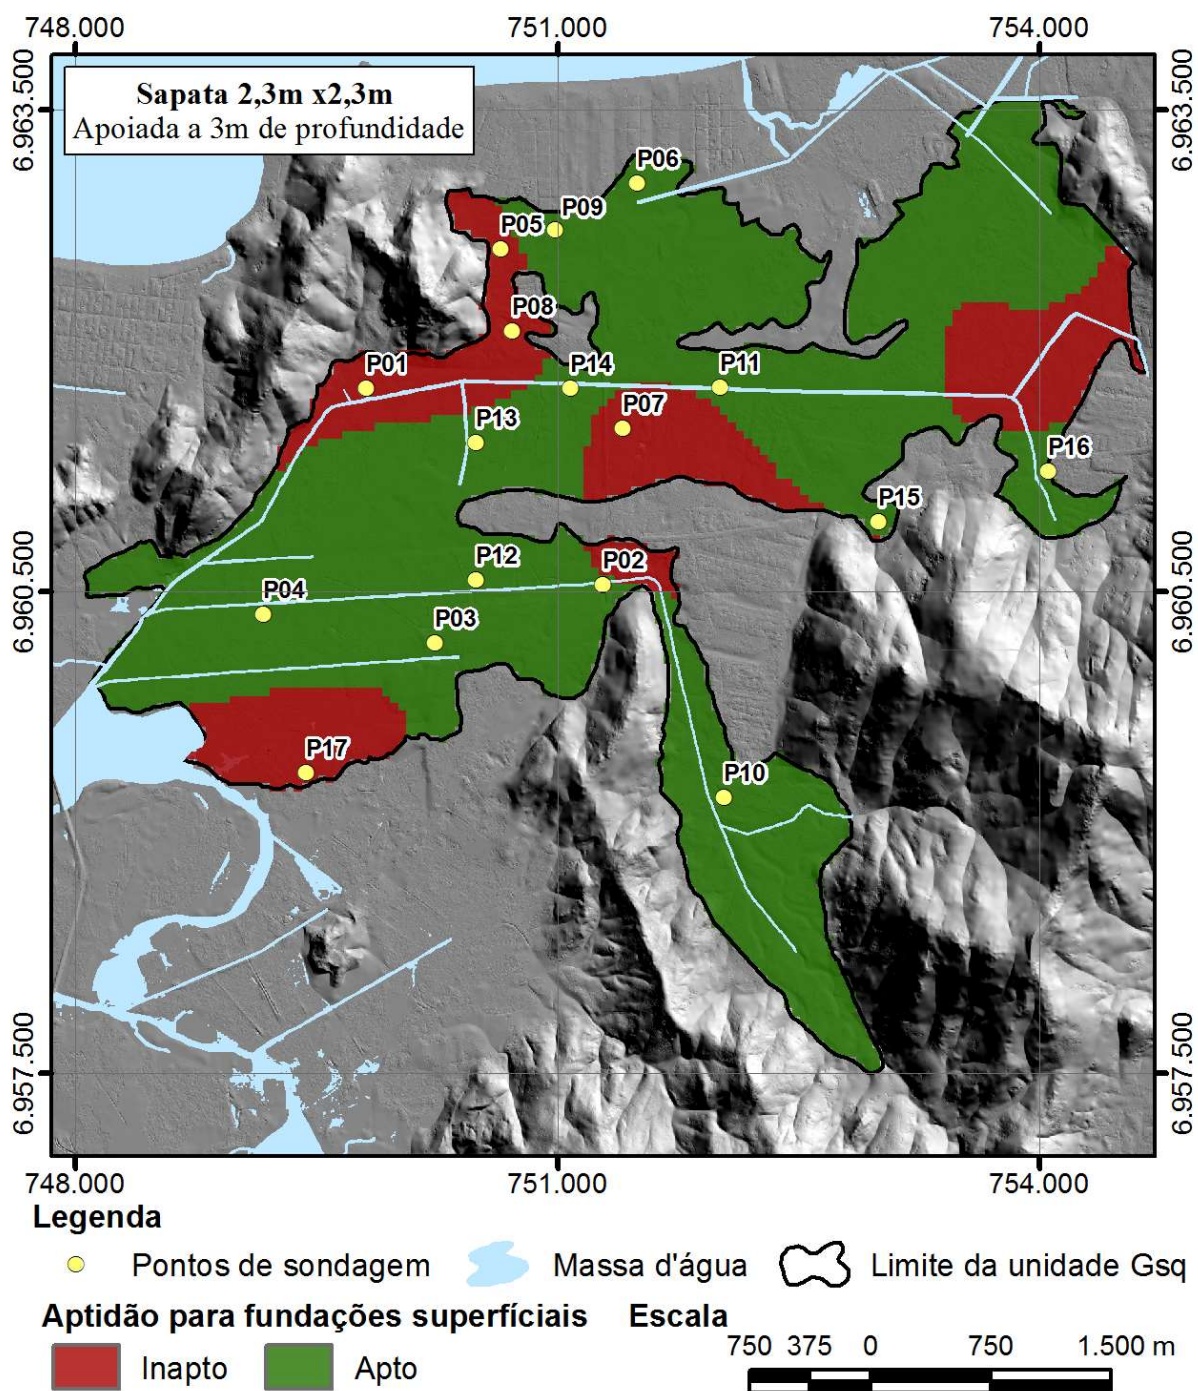 748.000 751.000 754.000
6.963.500 6.963.500
Sapata 2,3m x2,3m
Apoiada a 3m de profundidade
P06
P09
P05
P08
P01 P14 P11
P07
P13
P16
P15
6.960.500 6.960.500
P12 P02
P04
P03
P17
P10
6.957.500 6.957.500
748.000 751.000 754.000
Legenda
Pontos de sondagem Massa d'água Limite da unidade Gsq
Aptidão para fundações superfíciais Escala
750 375 0 750 1.500 m
Inapto Apto